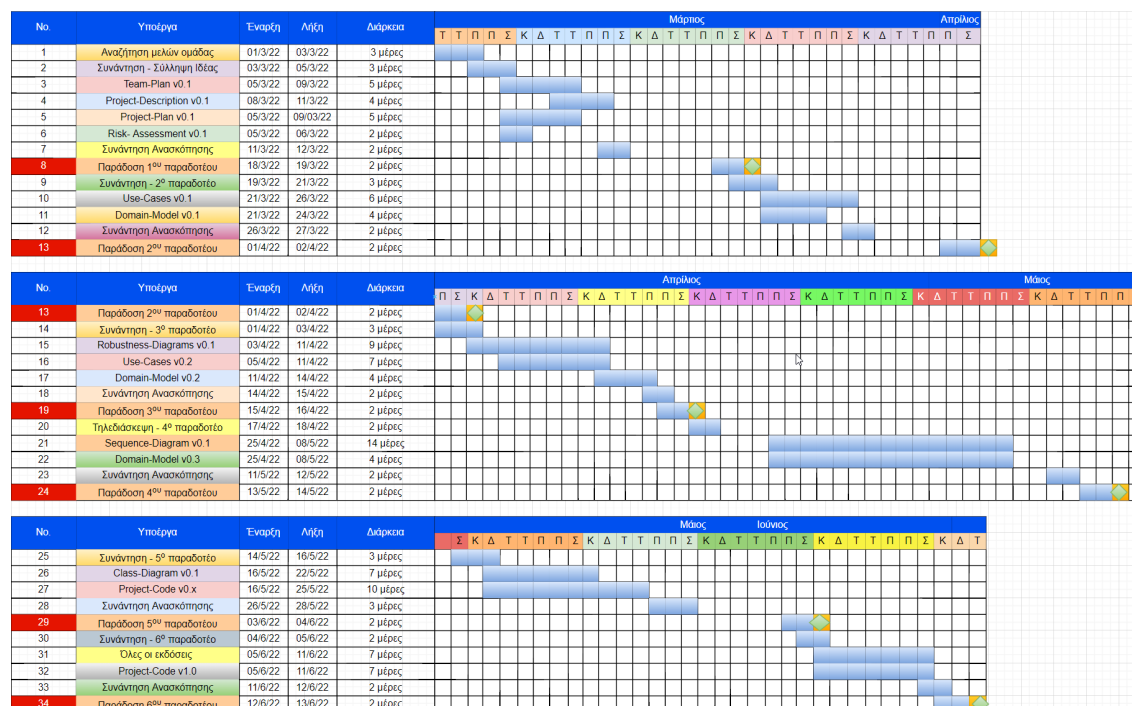 No. Υποέργα Έναρξη Λήξη Διάρκεια Μάρτιος Απρίλιος
Τ Τ Π Π Σ Κ Δ Τ Τ Π Π Σ Κ Δ Τ Τ Π Π Σ Κ Δ Τ Τ Π Π Σ Κ Δ Τ Τ Π Π Σ
1 Αναζήτηση μελών ομάδας 01/3/22 03/3/22 3 μέρες
2 Συνάντηση - Σύλληψη Ιδέας 03/3/22 05/3/22 3 μέρες
3 Team-Plan v0.1 05/3/22 09/3/22 5 μέρες
4 Project-Description v0.1 08/3/22 11/3/22 4 μέρες
5 Project-Plan v0.1 05/3/22 09/03/22 5 μέρες
6 Risk- Assessment v0.1 05/3/22 06/3/22 2 μέρες
7 Συνάντηση Ανασκόπησης 11/3/22 12/3/22 2 μέρες
8 Παράδοση 1ου παραδοτέου 18/3/22 19/3/22 2 μέρες
9 Συνάντηση - 2ο παραδοτέο 19/3/22 21/3/22 3 μέρες
10 Use-Cases v0.1 21/3/22 26/3/22 6 μέρες
11 Domain-Model v0.1 21/3/22 24/3/22 4 μέρες
12 Συνάντηση Ανασκόπησης 26/3/22 27/3/22 2 μέρες
13 Παράδοση 2ου παραδοτέου 01/4/22 02/4/22 2 μέρες
No. Υποέργα Έναρξη Λήξη Διάρκεια Απρίλιος Μάιος
Π Σ Κ Δ Τ Τ Π Π Σ Κ Δ Τ Τ Π Π Σ Κ Δ Τ Τ Π Π Σ Κ Δ Τ Τ Π Π Σ Κ Δ Τ Τ Π Π Σ Κ Δ Τ Τ Π Π
13 Παράδοση 2ου παραδοτέου 01/4/22 02/4/22 2 μέρες
14 Συνάντηση - 3ο παραδοτέο 01/4/22 03/4/22 3 μέρες
15 Robustness-Diagrams v0.1 03/4/22 11/4/22 9 μέρες
16 Use-Cases v0.2 05/4/22 11/4/22 7 μέρες
17 Domain-Model v0.2 11/4/22 14/4/22 4 μέρες
18 Συνάντηση Ανασκόπησης 14/4/22 15/4/22 2 μέρες
19 Παράδοση 3ου παραδοτέου 15/4/22 16/4/22 2 μέρες
20 Τηλεδιάσκεψη - 4ο παραδοτέο 17/4/22 18/4/22 2 μέρες
21 Sequence-Diagram v0.1 25/4/22 08/5/22 14 μέρες
22 Domain-Model v0.3 25/4/22 08/5/22 4 μέρες
23 Συνάντηση Ανασκόπησης 11/5/22 12/5/22 2 μέρες
24 Παράδοση 4ου παραδοτέου 13/5/22 14/5/22 2 μέρες
No. Υποέργα Έναρξη Λήξη Διάρκεια Μάιος Ιούνιος
Σ Κ Δ Τ Τ Π Π Σ Κ Δ Τ Τ Π Π Σ Κ Δ Τ Τ Π Π Σ Κ Δ Τ Τ Π Π Σ Κ Δ Τ
25 Συνάντηση - 5ο παραδοτέο 14/5/22 16/5/22 3 μέρες
26 Class-Diagram v0.1 16/5/22 22/5/22 7 μέρες
27 Project-Code v0.x 16/5/22 25/5/22 10 μέρες
28 Συνάντηση Ανασκόπησης 26/5/22 28/5/22 3 μέρες
29 Παράδοση 5ου παραδοτέου 03/6/22 04/6/22 2 μέρες
30 Συνάντηση - 6ο παραδοτέο 04/6/22 05/6/22 2 μέρες
31 Όλες οι εκδόσεις 05/6/22 11/6/22 7 μέρες
32 Project-Code v1.0 05/6/22 11/6/22 7 μέρες
33 Συνάντηση Ανασκόπησης 11/6/22 12/6/22 2 μέρες
34 Παράδοση 6ου παραδοτέου 12/6/22 13/6/22 2 μέρες